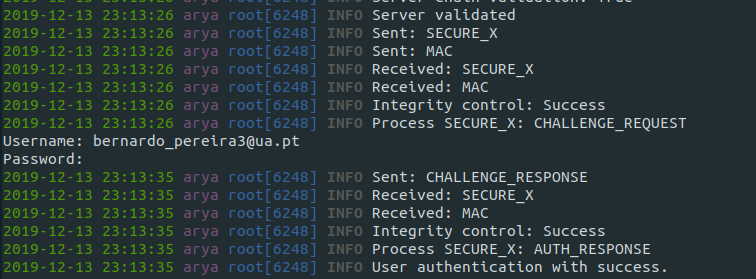 Server Chain validation: True
2019-12-13 23:13:26 arya root[6248] INFO Server validated
2019-12-13 23:13:26 arya root[6248] INFO Sent: SECURE_X
2019-12-13 23:13:26 arya root[6248] INFO Sent: MAC
2019-12-13 23:13:26 arya root[6248] INFO Received: SECURE_X
2019-12-13 23:13:26 arya root[6248] INFO Received: MAC
2019-12-13 23:13:26 arya root[6248] INFO Integrity control: Success
2019-12-13 23:13:26 arya root[6248] INFO Process SECURE_X: CHALLENGE_REQUEST
Username: bernardo_pereira3@ua.pt
Password:
2019-12-13 23:13:35 arya root[6248] INFO Sent: CHALLENGE_RESPONSE
2019-12-13 23:13:35 arya root[6248] INFO Received: SECURE_X
2019-12-13 23:13:35 arya root[6248] INFO Received: MAC
2019-12-13 23:13:35 arya root[6248] INFO Integrity control: Success
2019-12-13 23:13:35 arya root[6248] INFO Process SECURE_X: AUTH_RESPONSE
2019-12-13 23:13:35 arya root[6248] INFO User authentication with success.